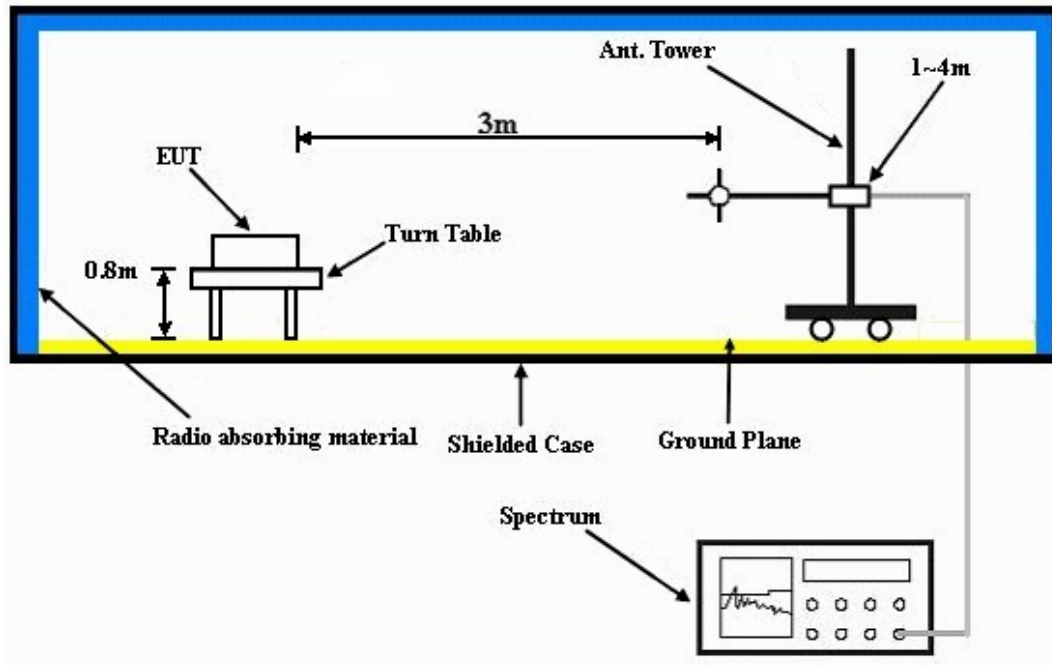 Ant. Tower
1~4m
3m
EUT
Turn Table
0.8m
Radio absorbing material
Shielded Case
Ground Plane
Spectrum